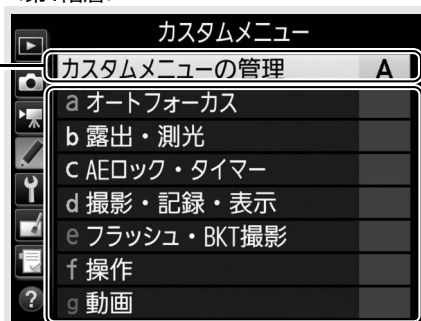 カスタムメニュー
カスタムメニューの管理 A
a オートフォーカス
b 露出・測光
c AEロック・タイマー
d 撮影・記録・表示
e フラッシュ・BKT撮影
f 操作
? g 動画